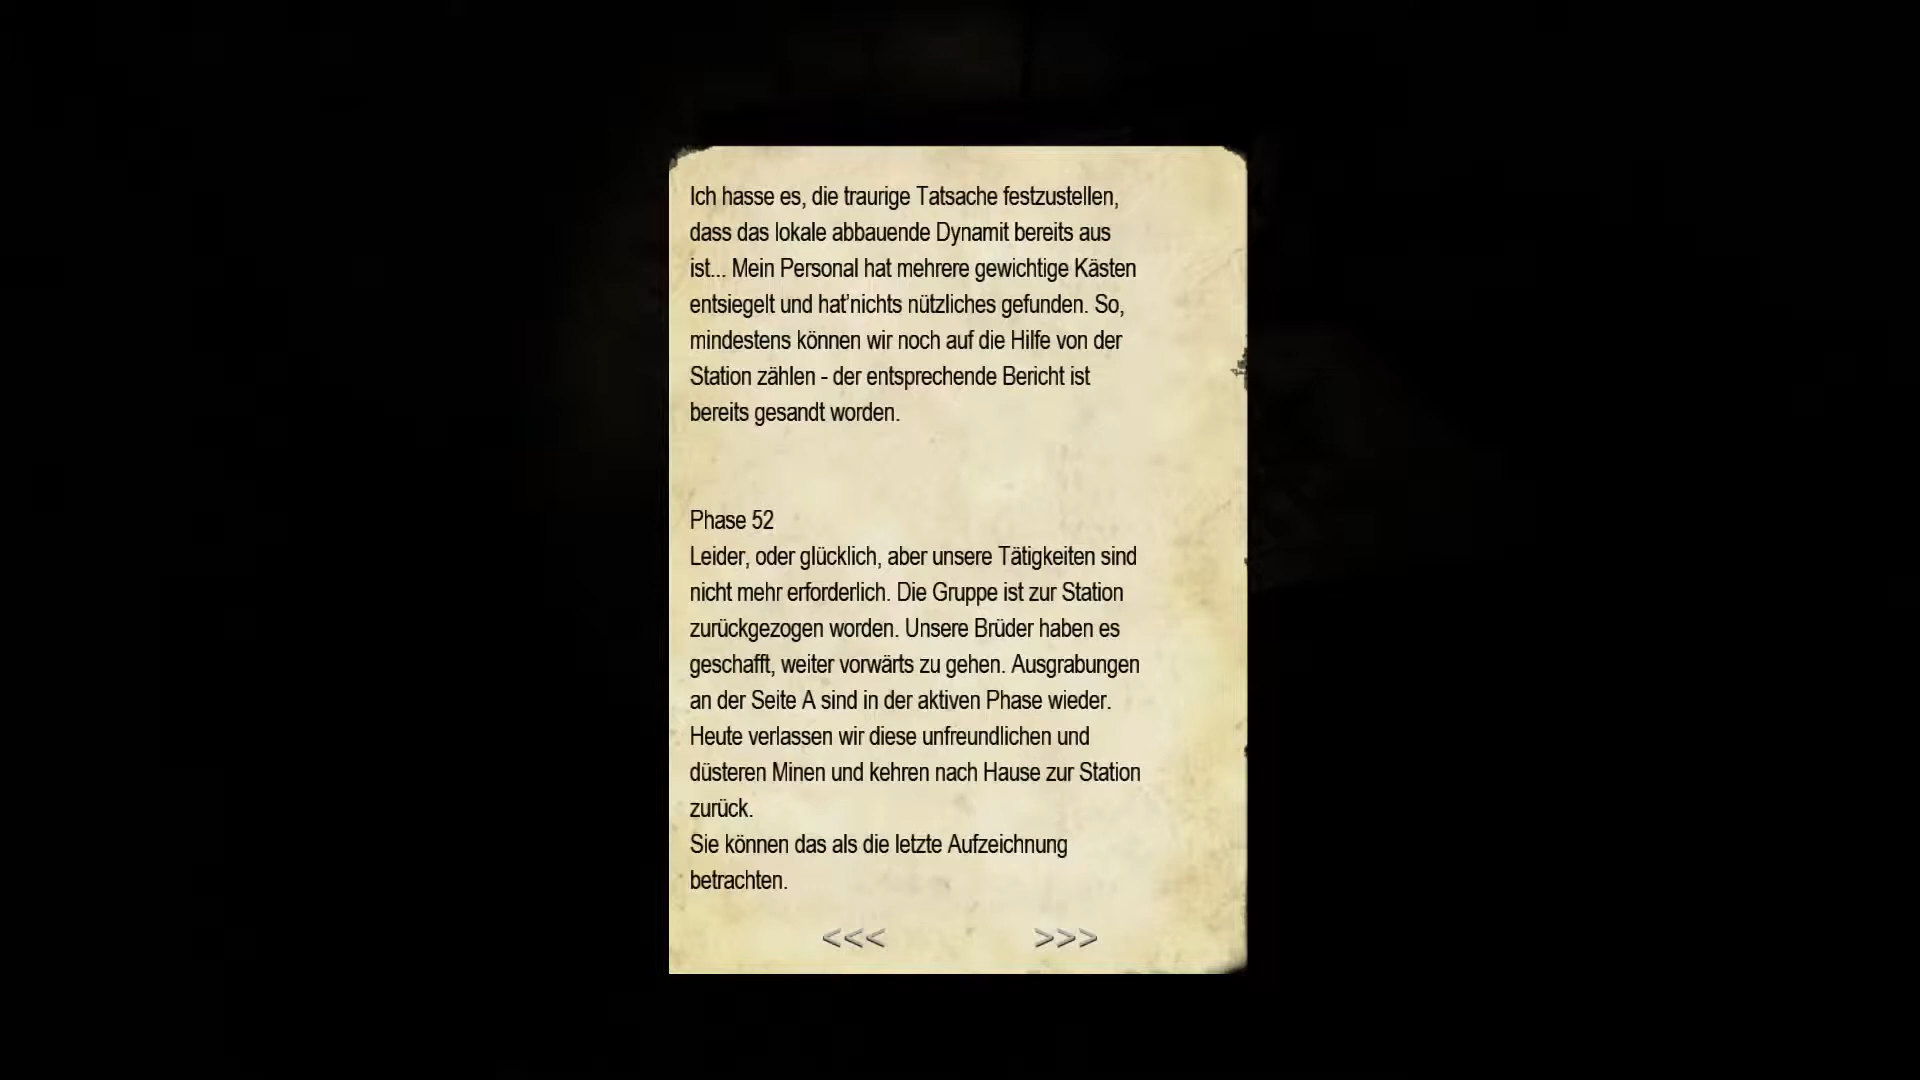 Ich hasse es, die traurige Tatsache festzustellen,
dass das lokale abbauende Dynamit bereits aus
ist... Mein Personal hat mehrere gewichtige Kästen
entsiegelt und hat'nichts nützliches gefunden. So,
mindestens können wir noch auf die Hilfe von der
Station zählen - der entsprechende Bericht ist
bereits gesandt worden.
Phase 52
Leider, oder glücklich, aber unsere Tätigkeiten sind
nicht mehr erforderlich. Die Gruppe ist zur Station
zurückgezogen worden. Unsere Brüder haben es
geschafft, weiter vorwärts zu gehen. Ausgrabungen
an der Seite A sind in der aktiven Phase wieder.
Heute verlassen wir diese unfreundlichen und
düsteren Minen und kehren nach Hause zur Station
zurück.
Sie können das als die letzte Aufzeichnung
betrachten.
<<< >>>